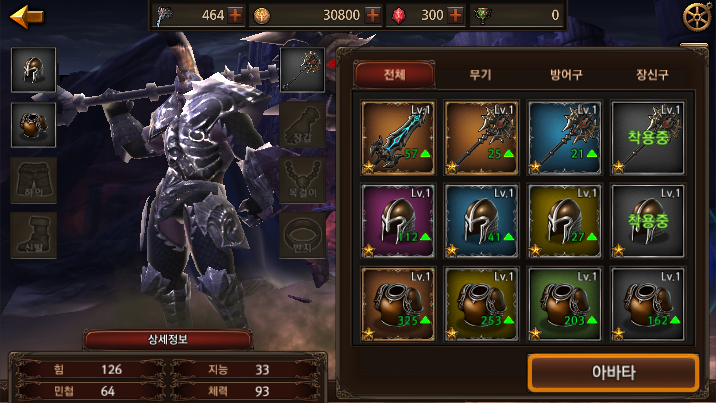 464
30800
300
0
전체
무기
방어구
장신구
Lv.1
57
Lv.1
25
Lv.1
21
Lv.1
착용중
장갑
하의
목걸이
Lv.1
112
Lv.1
41
Lv.1
27
Lv.1
착용중
신발
반지
Lv.1
325
Lv.1
253
Lv.1
203
Lv.1
162
상세정보
힘 126
지능 33
민첩 64
체력 93
아바타